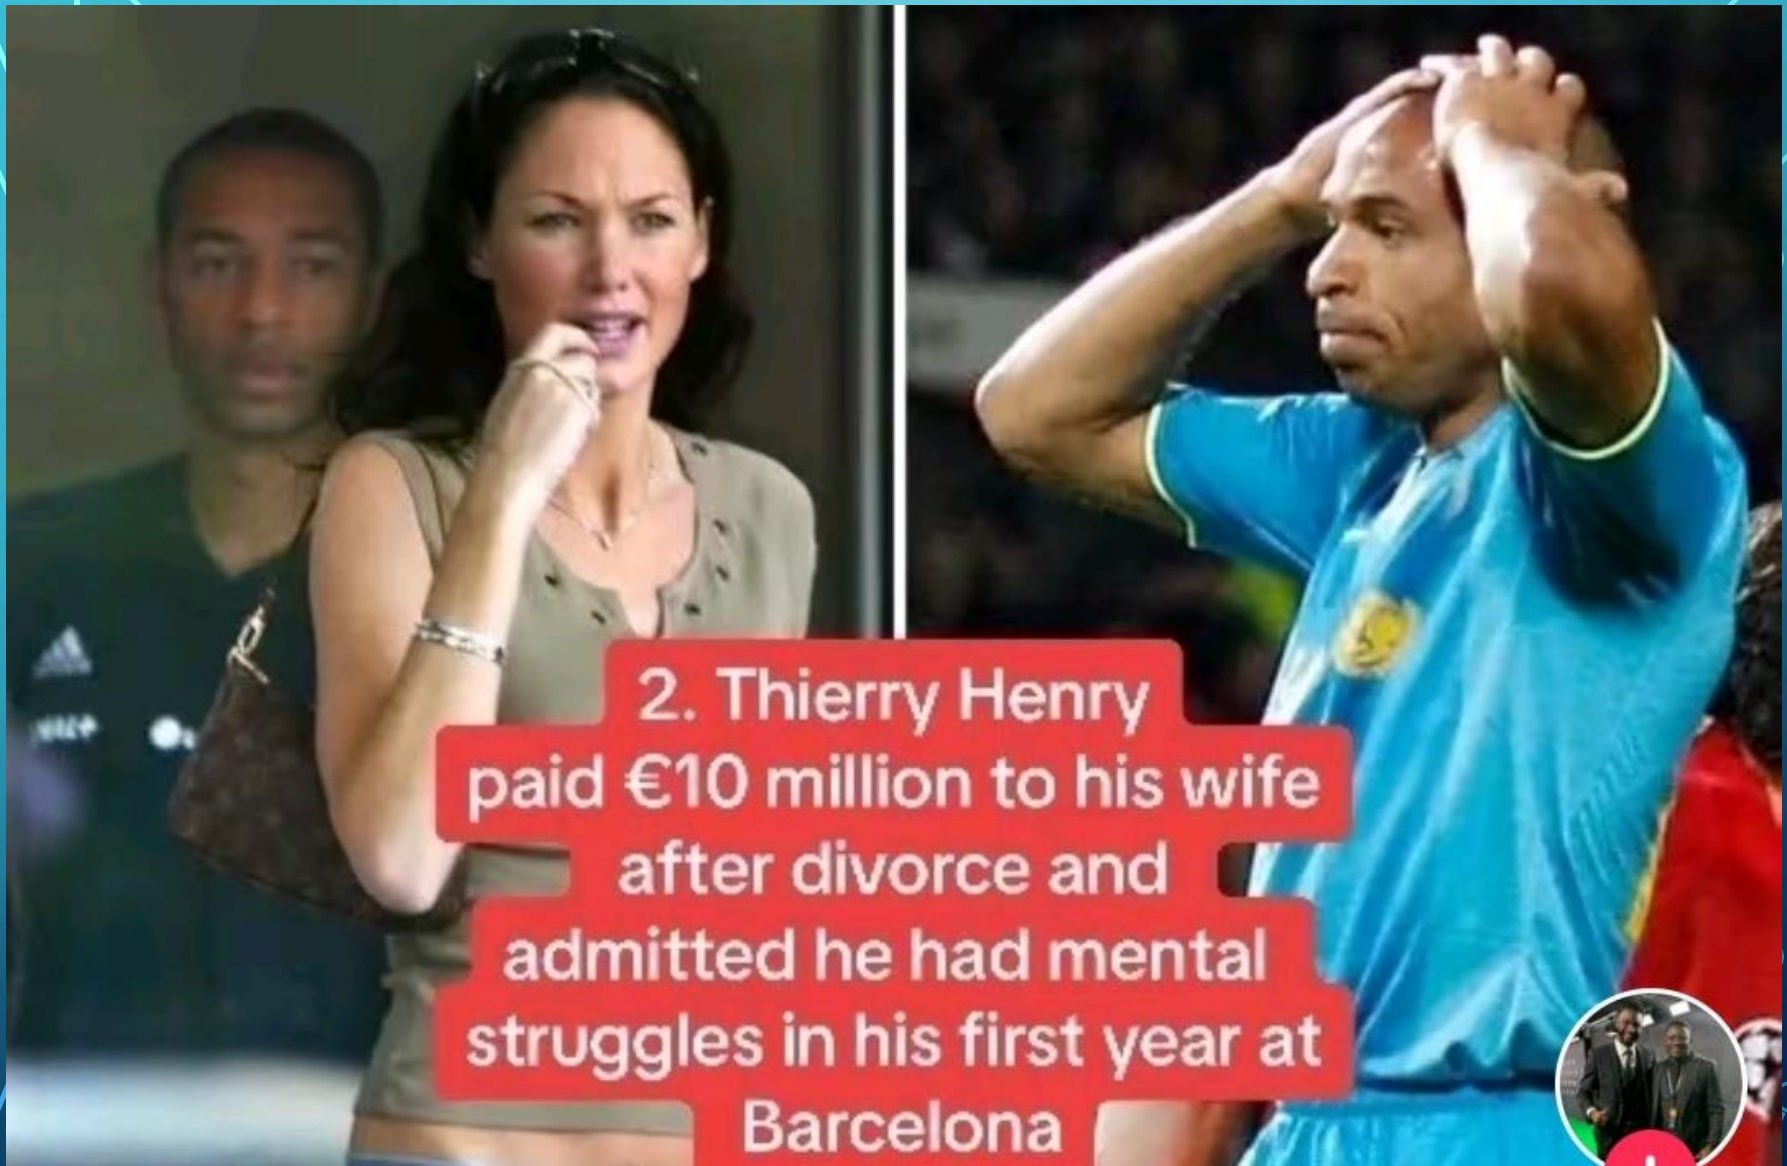 2. Thierry Henry
paid €10 million to his wife
after divorce and
admitted he had mental
struggles in his first year at
Barcelona